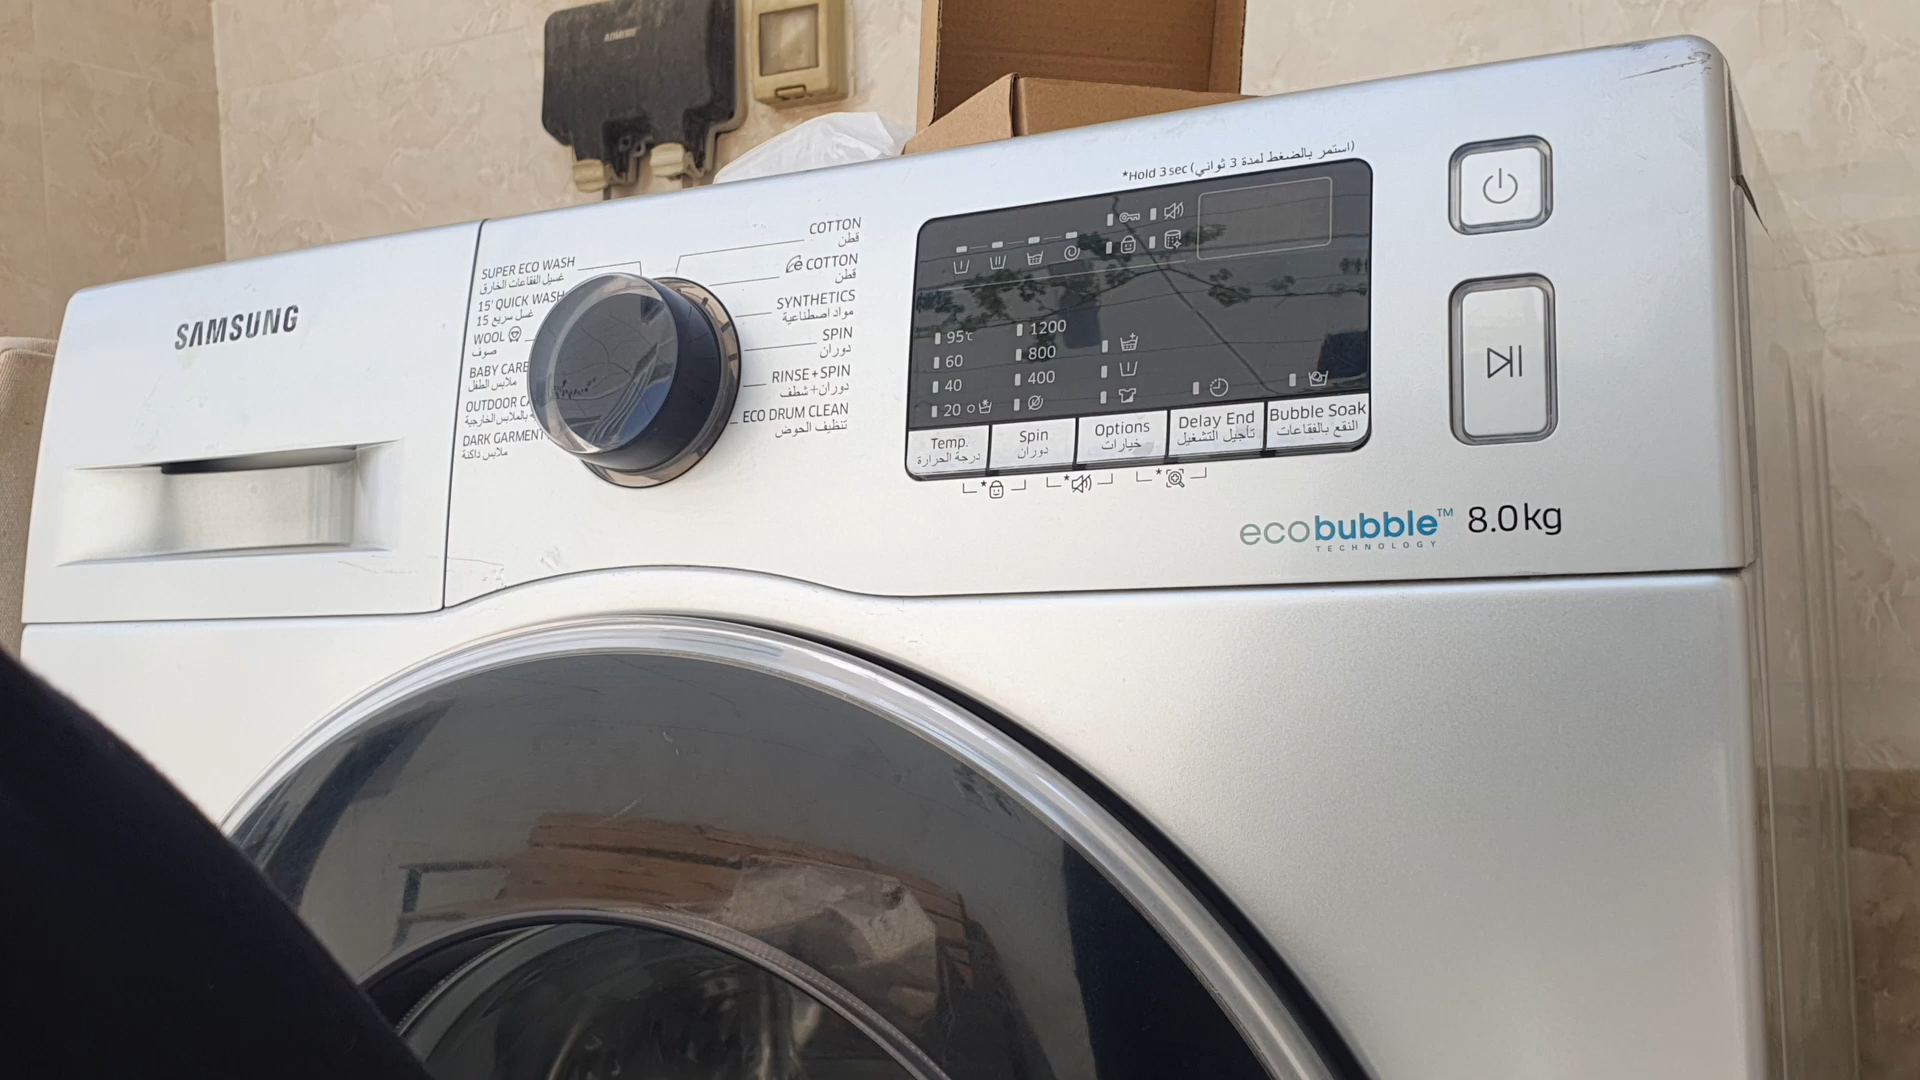 SAMSUNG
SUPER ECO WASH
غسيل الفقاعات الخارق
15' QUICK WASH
غسل سريع 15
WOOL
صوف
BABY CARE
ملابس الطفل
OUTDOOR
بالملابس الخارجية
DARK GARMENT
ملابس داكنة
COTTON
قطن
COTTON
قطن
SYNTHETICS
مواد اصطناعية
SPIN
دوران
RINSE+SPIN
دوران+شطف
ECO DRUM CLEAN
تنظيف الحوض
*Hold 3 sec (استمر بالضغط لمدة 3 ثواني)
95℃ 1200
60 800
40 400
20
Temp.
درجة الحرارة
Spin
دوران
Options
خيارات
Delay End
تأجيل التشغيل
Bubble Soak
النقع بالفقاعات
ecobubble™ 8.0kg
TECHNOLOGY